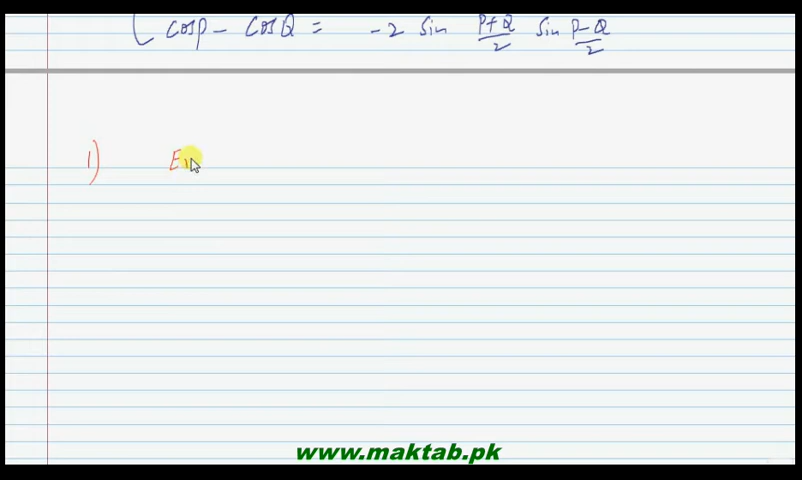 cosP - cosQ = -2 sin P+Q/2 sin P-Q/2
1)
www.maktab.pk